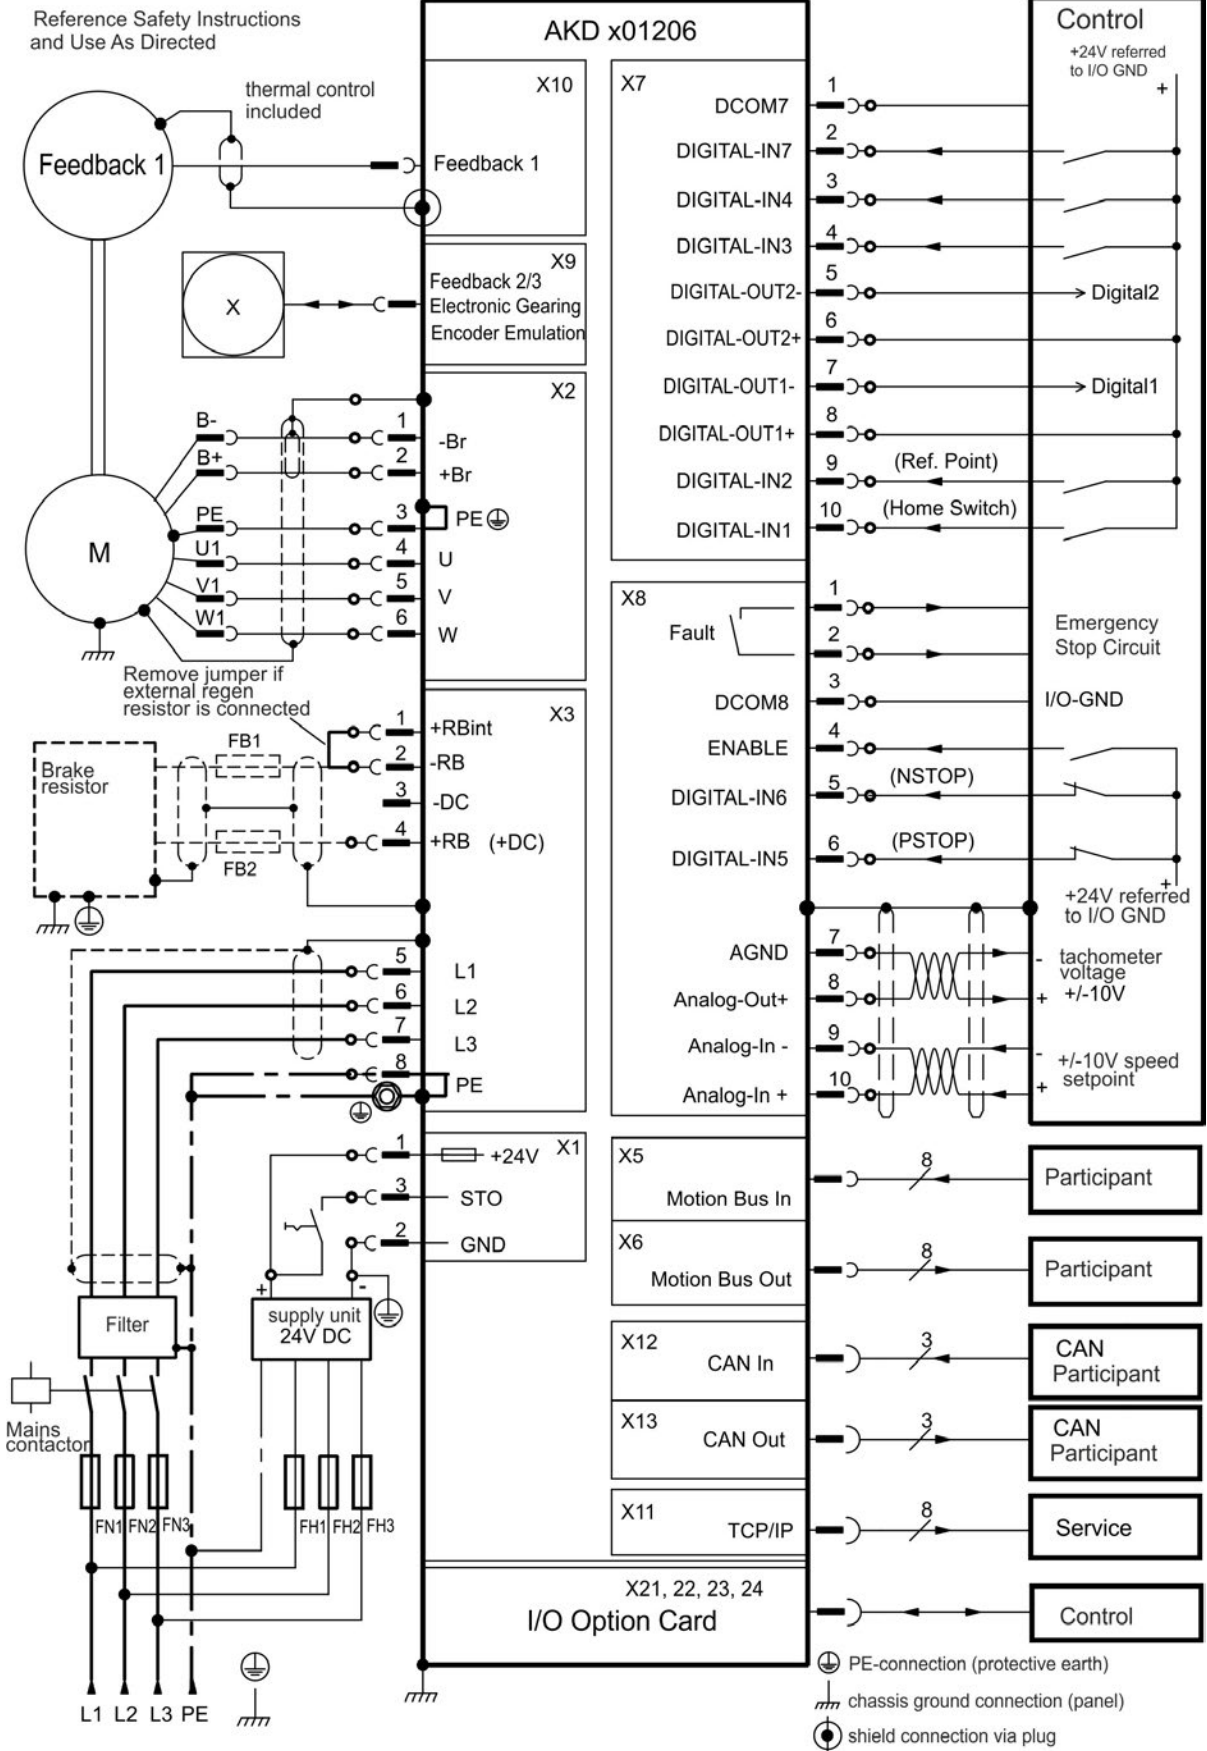 Reference Safety Instructions
and Use As Directed
AKD x01206
Control
+24V referred
to I/O GND
+
thermal control
included
Feedback 1
X10
Feedback 1
X9
Feedback 2/3
Electronic Gearing
Encoder Emulation
X
X2
B-
1
-Br
B+
2
+Br
PE
3
PE
M
U1
4
U
V1
5
V
W1
6
W
Remove jumper if
external regen
resistor is connected
X3
1
+RBint
FB1
2
-RB
Brake
resistor
3
-DC
4
+RB (+DC)
FB2
5
L1
6
L2
7
L3
8
PE
X1
1
+24V
3
STO
2
GND
+
-
supply unit
24V DC
Filter
Mains
contactor
FN1
FN2
FN3
FH1
FH2
FH3
L1
L2
L3
PE
X7
1
DCOM7
2
DIGITAL-IN7
3
DIGITAL-IN4
4
DIGITAL-IN3
5
DIGITAL-OUT2-
Digital2
6
DIGITAL-OUT2+
7
DIGITAL-OUT1-
Digital1
8
DIGITAL-OUT1+
9
(Ref. Point)
DIGITAL-IN2
10
(Home Switch)
DIGITAL-IN1
X8
1
Fault
2
Emergency
Stop Circuit
3
DCOM8
I/O-GND
4
ENABLE
5
(NSTOP)
DIGITAL-IN6
6
(PSTOP)
DIGITAL-IN5
+
+24V referred
to I/O GND
7
AGND
-
tachometer
voltage
+/-10V
8
Analog-Out+
+
9
Analog-In -
-
+/-10V speed
setpoint
10
Analog-In +
+
X5
Motion Bus In
8
Participant
X6
Motion Bus Out
8
Participant
X12
CAN In
3
CAN
Participant
X13
CAN Out
3
CAN
Participant
X11
TCP/IP
8
Service
X21, 22, 23, 24
I/O Option Card
Control
PE-connection (protective earth)
chassis ground connection (panel)
shield connection via plug